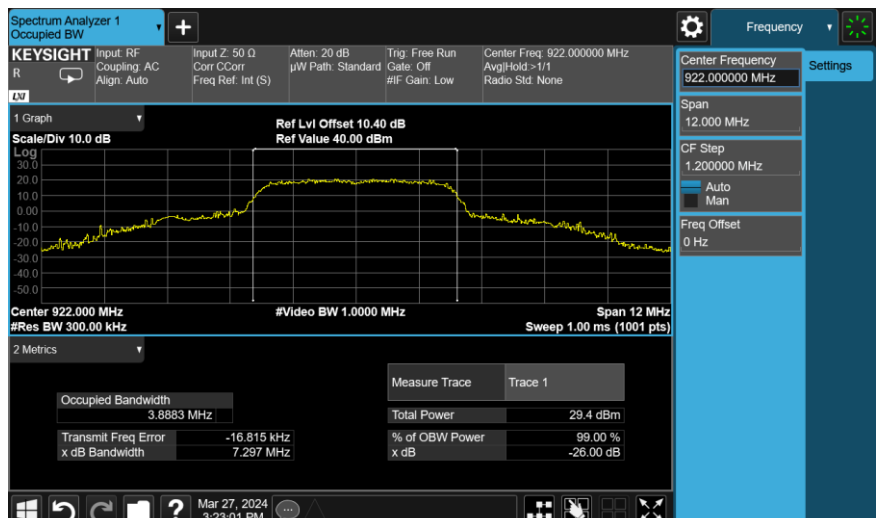 Spectrum Analyzer 1
Occupied BW
Frequency
KEYSIGHT
R
LXI
Input: RF
Coupling: AC
Align: Auto
Input Z: 50 Ω
Corr CCorr
Freq Ref: Int (S)
Atten: 20 dB
µW Path: Standard
Trig: Free Run
Gate: Off
#IF Gain: Low
Center Freq: 922.000000 MHz
Avg|Hold:>1/1
Radio Std: None
Center Frequency
922.000000 MHz
Settings
Span
12.000 MHz
CF Step
1.200000 MHz
Auto
Man
Freq Offset
0 Hz
1 Graph
Scale/Div 10.0 dB
Ref Lvl Offset 10.40 dB
Ref Value 40.00 dBm
Log
30.0
20.0
10.0
0.00
-10.0
-20.0
-30.0
-40.0
-50.0
Center 922.000 MHz
#Res BW 300.00 kHz
#Video BW 1.0000 MHz
Span 12 MHz
Sweep 1.00 ms (1001 pts)
2 Metrics
Measure Trace Trace 1
Occupied Bandwidth
3.8883 MHz
Total Power 29.4 dBm
Transmit Freq Error -16.815 kHz
% of OBW Power 99.00 %
x dB Bandwidth 7.297 MHz
x dB -26.00 dB
Mar 27, 2024
3:23:01 PM